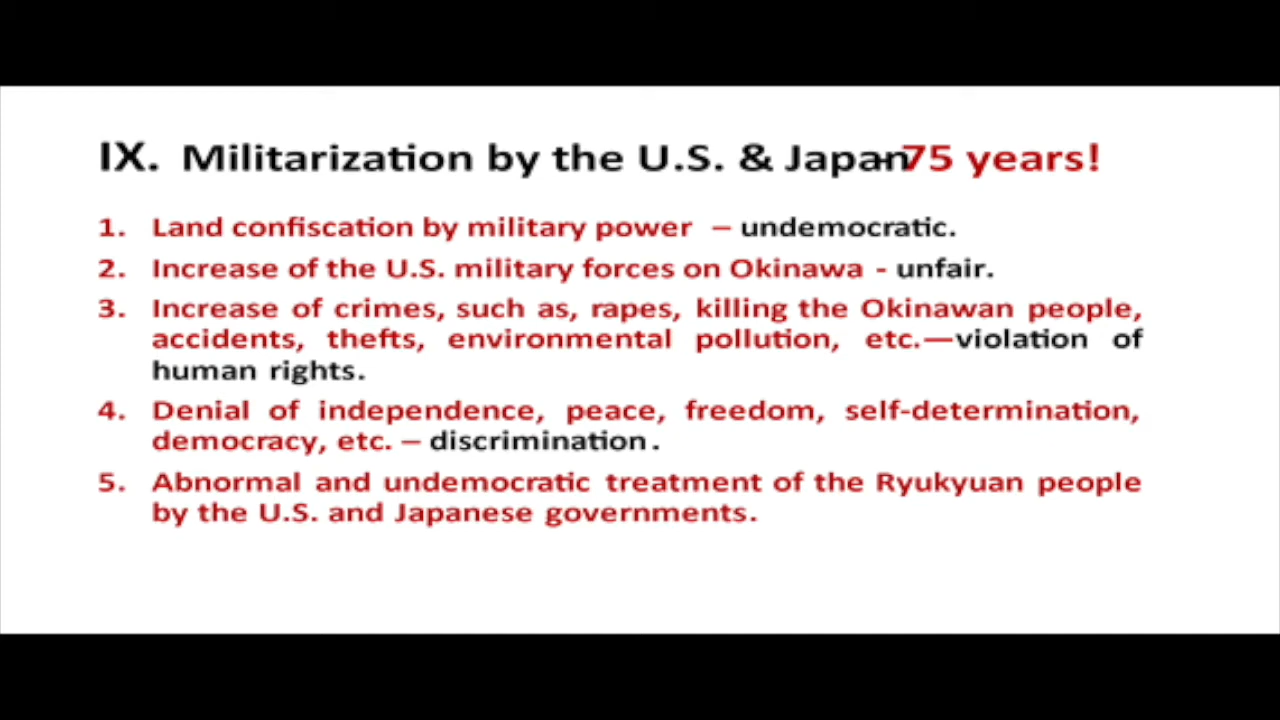 IX. Militarization by the U.S. & Japan–75 years!
1. Land confiscation by military power – undemocratic.
2. Increase of the U.S. military forces on Okinawa - unfair.
3. Increase of crimes, such as, rapes, killing the Okinawan people,
accidents, thefts, environmental pollution, etc.—violation of
human rights.
4. Denial of independence, peace, freedom, self-determination,
democracy, etc. – discrimination.
5. Abnormal and undemocratic treatment of the Ryukyuan people
by the U.S. and Japanese governments.